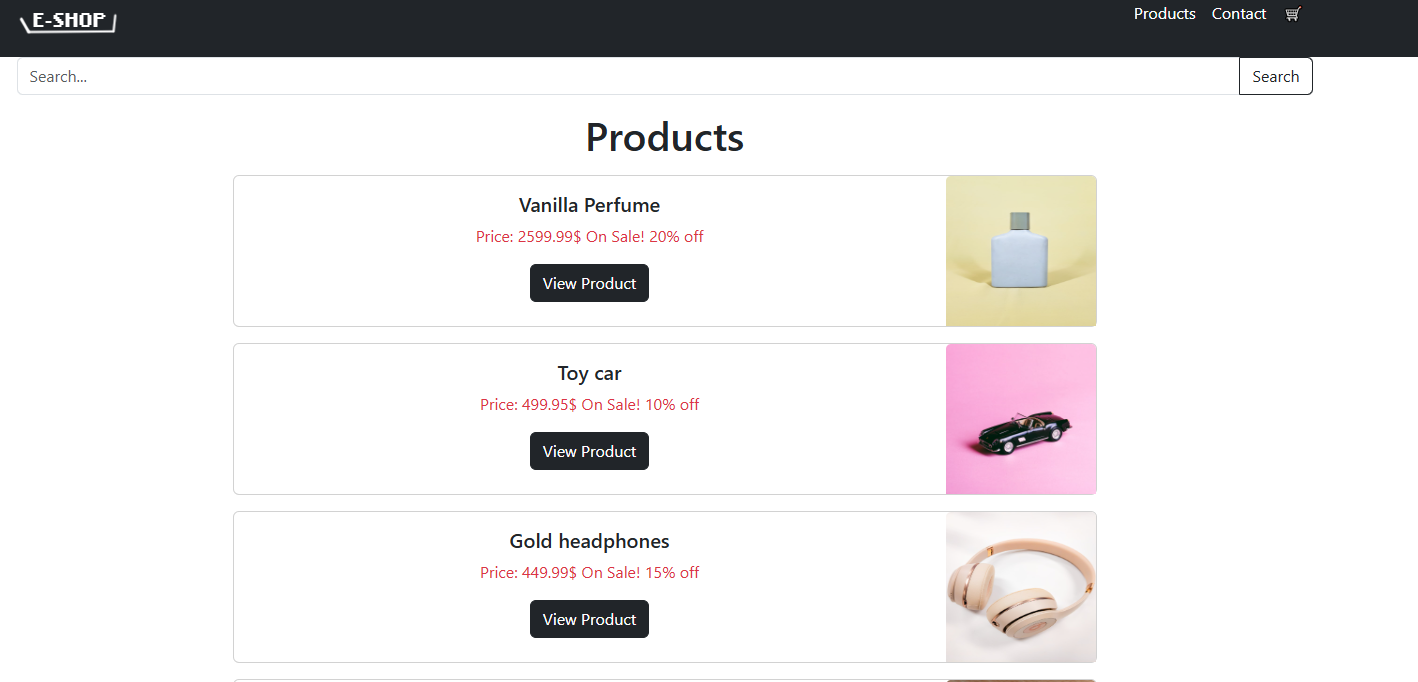 E-SHOP
Products Contact
Search...
Search
Products
Vanilla Perfume
Price: 2599.99$ On Sale! 20% off
View Product
Toy car
Price: 499.95$ On Sale! 10% off
View Product
Gold headphones
Price: 449.99$ On Sale! 15% off
View Product